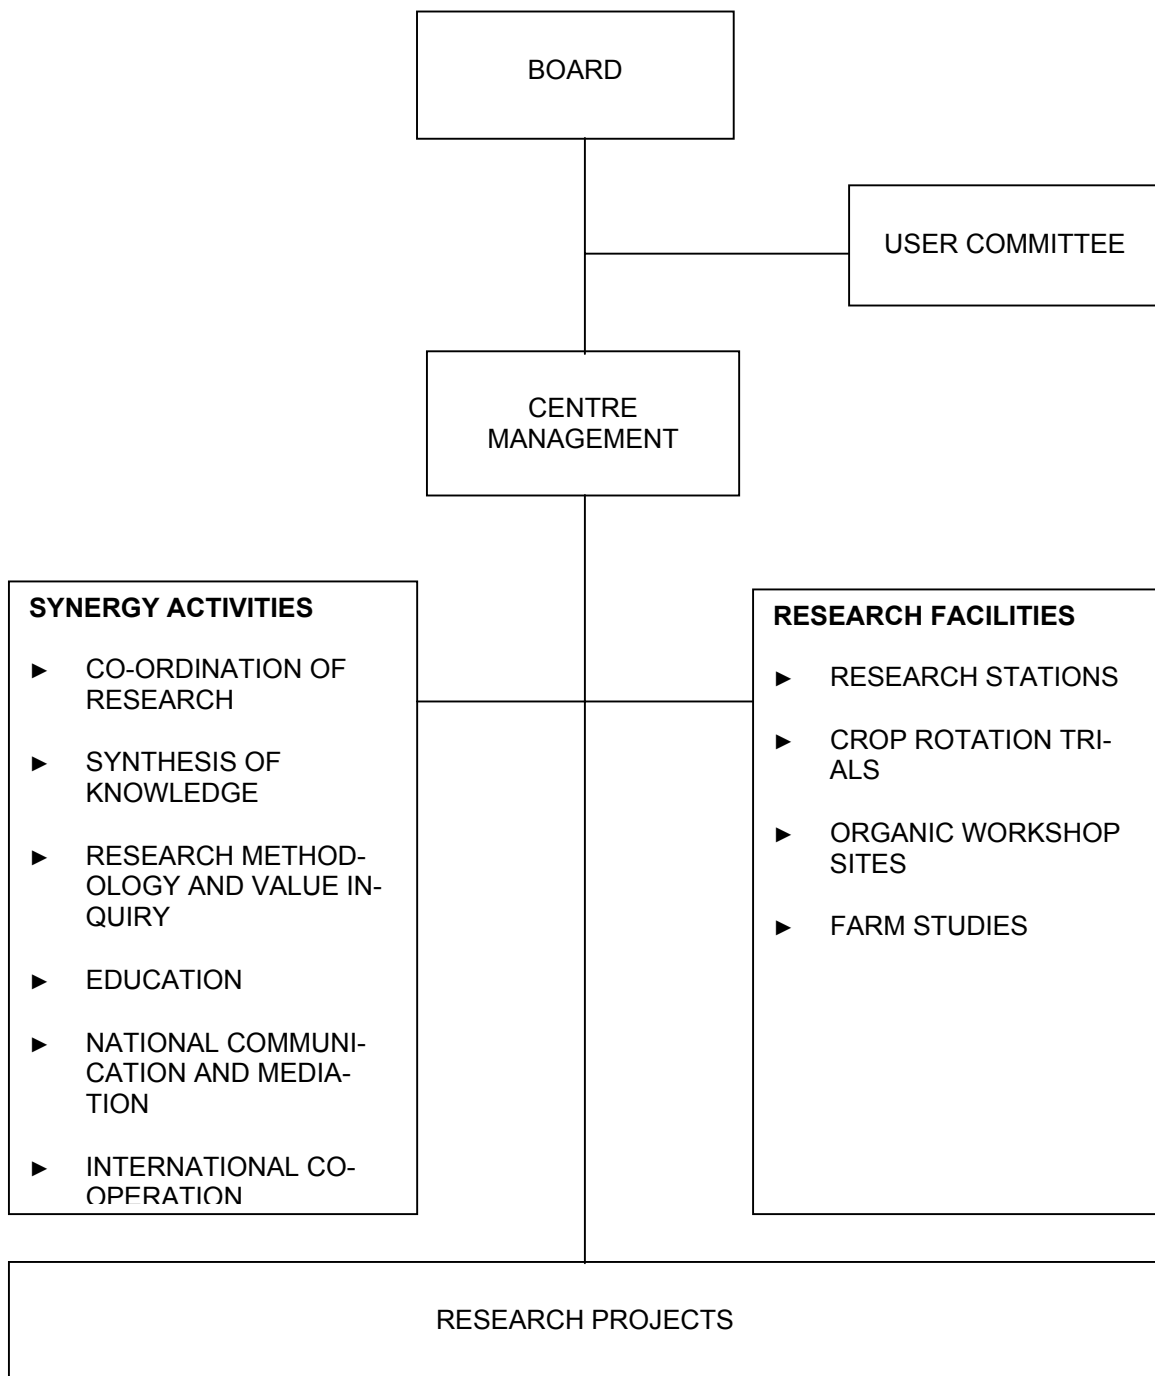 BOARD
USER COMMITTEE
CENTRE
MANAGEMENT
SYNERGY ACTIVITIES
► CO-ORDINATION OF
RESEARCH
► SYNTHESIS OF
KNOWLEDGE
► RESEARCH METHOD-
OLOGY AND VALUE IN-
QUIRY
► EDUCATION
► NATIONAL COMMUNI-
CATION AND MEDIA-
TION
► INTERNATIONAL CO-
OPERATION
RESEARCH FACILITIES
► RESEARCH STATIONS
► CROP ROTATION TRI-
ALS
► ORGANIC WORKSHOP
SITES
► FARM STUDIES
RESEARCH PROJECTS